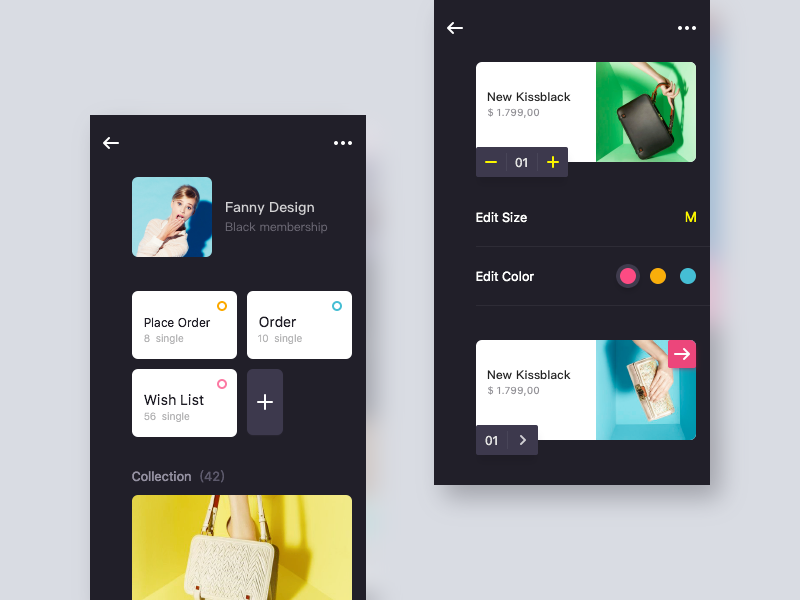 Fanny Design
Black membership
Place Order
8 single
Order
10 single
Wish List
56 single
Collection (42)
New Kissblack
$ 1.799,00
01
Edit Size
M
Edit Color
New Kissblack
$ 1.799,00
01